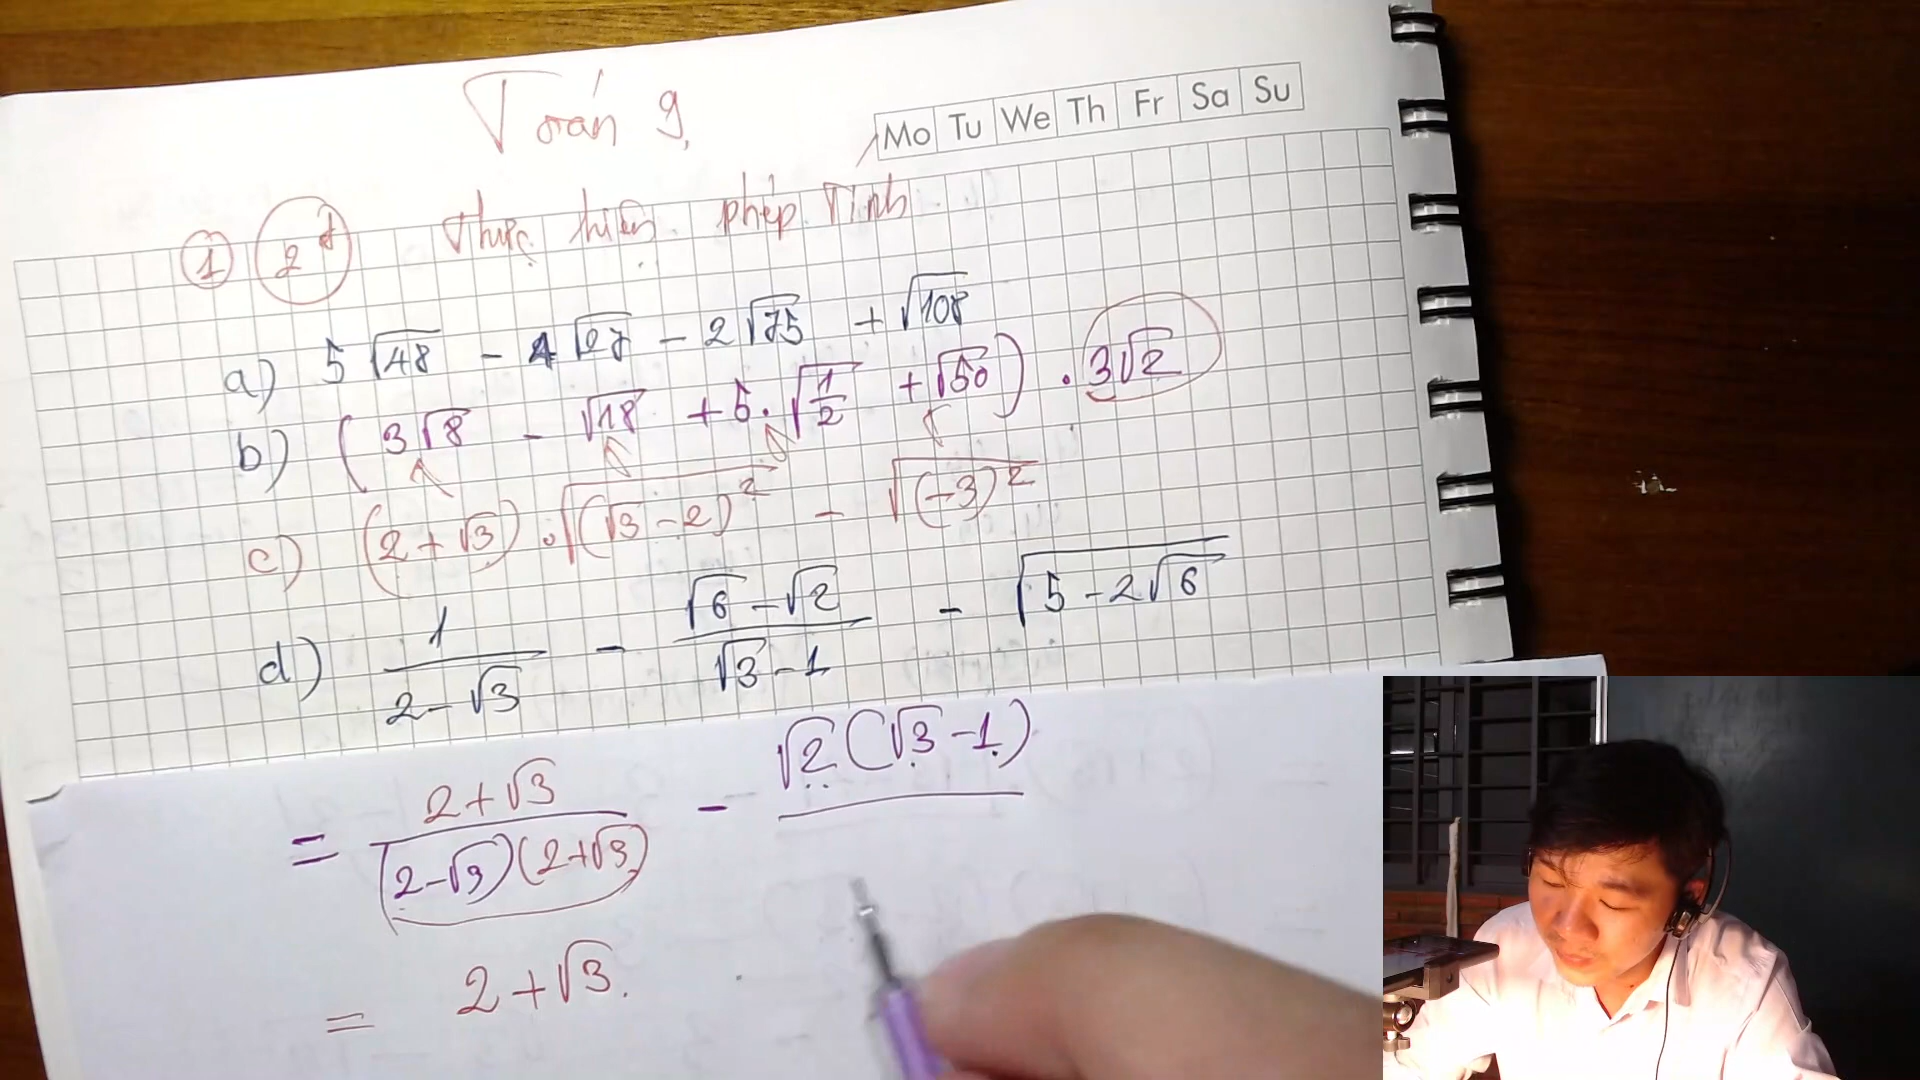 Toán 9
Mo Tu We Th Fr Sa Su
① 2đ thực hiện phép tính
a) 5√48 - 4√27 - 2√75 + √108
b) (3√8 - √18 + 5.√(1/2) + √50) . 3√2
c) (2+√3).√((√3-2)²) - √((-3)²)
d) 1/(2-√3) - (√6-√2)/(√3-1) - √(5-2√6)
= (2+√3)/((2-√3)(2+√3)) - √2(√3-1)
= 2+√3.